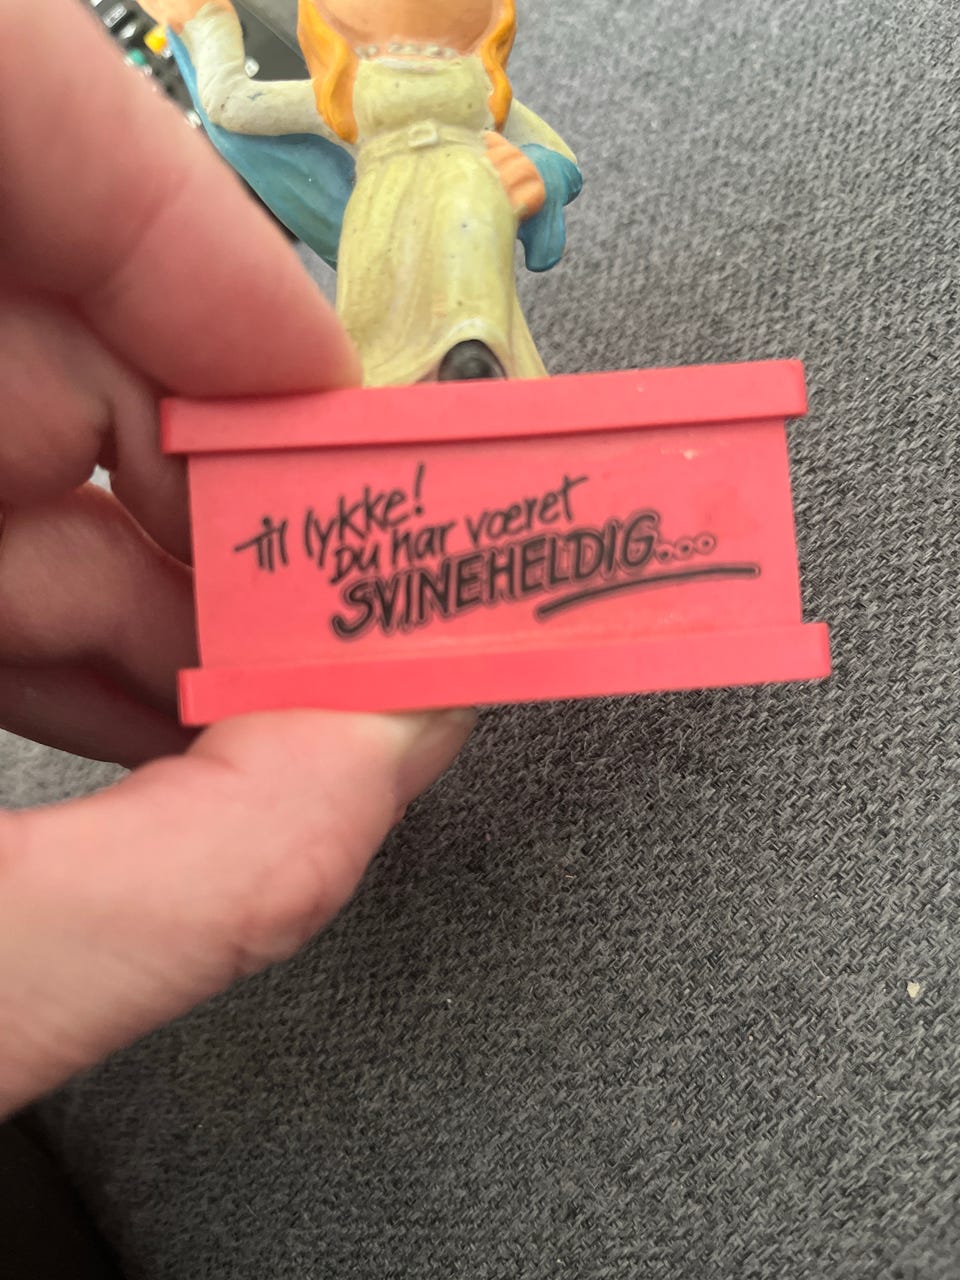 til lykke!
Du har været
SVINEHELDIG...